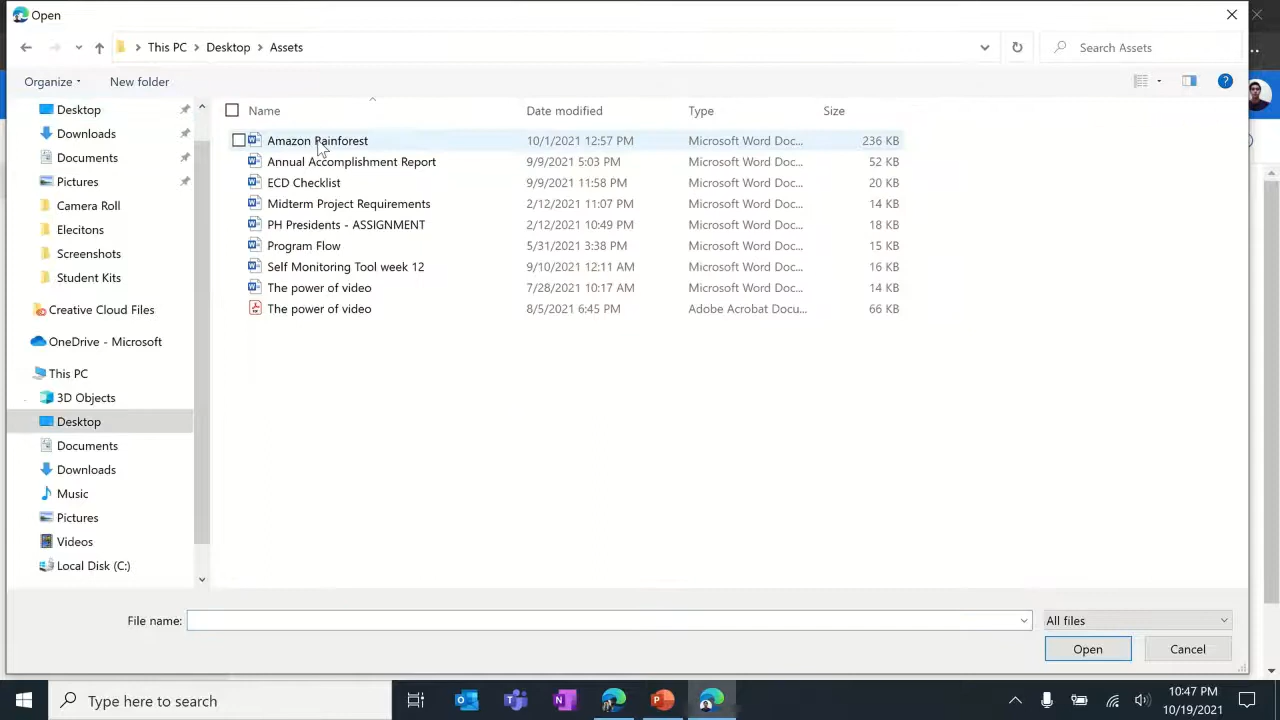 Open
This PC > Desktop > Assets
Search Assets
Organize
New folder
Name
Date modified
Type
Size
Desktop
Downloads
Documents
Pictures
Camera Roll
Elecitons
Screenshots
Student Kits
Creative Cloud Files
OneDrive - Microsoft
This PC
3D Objects
Desktop
Documents
Downloads
Music
Pictures
Videos
Local Disk (C:)
Amazon Rainforest 10/1/2021 12:57 PM Microsoft Word Doc... 236 KB
Annual Accomplishment Report 9/9/2021 5:03 PM Microsoft Word Doc... 52 KB
ECD Checklist 9/9/2021 11:58 PM Microsoft Word Doc... 20 KB
Midterm Project Requirements 2/12/2021 11:07 PM Microsoft Word Doc... 14 KB
PH Presidents - ASSIGNMENT 2/12/2021 10:49 PM Microsoft Word Doc... 18 KB
Program Flow 5/31/2021 3:38 PM Microsoft Word Doc... 15 KB
Self Monitoring Tool week 12 9/10/2021 12:11 AM Microsoft Word Doc... 16 KB
The power of video 7/28/2021 10:17 AM Microsoft Word Doc... 14 KB
The power of video 8/5/2021 6:45 PM Adobe Acrobat Docu... 66 KB
File name:
All files
Open
Cancel
Type here to search
10:47 PM
10/19/2021